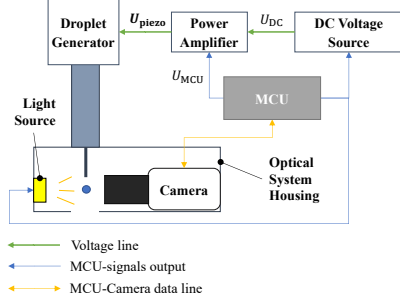 Droplet
Generator
U_piezo
Power
Amplifier
U_DC
DC Voltage
Source
U_MCU
MCU
Light
Source
Camera
Optical
System
Housing
Voltage line
MCU-signals output
MCU-Camera data line